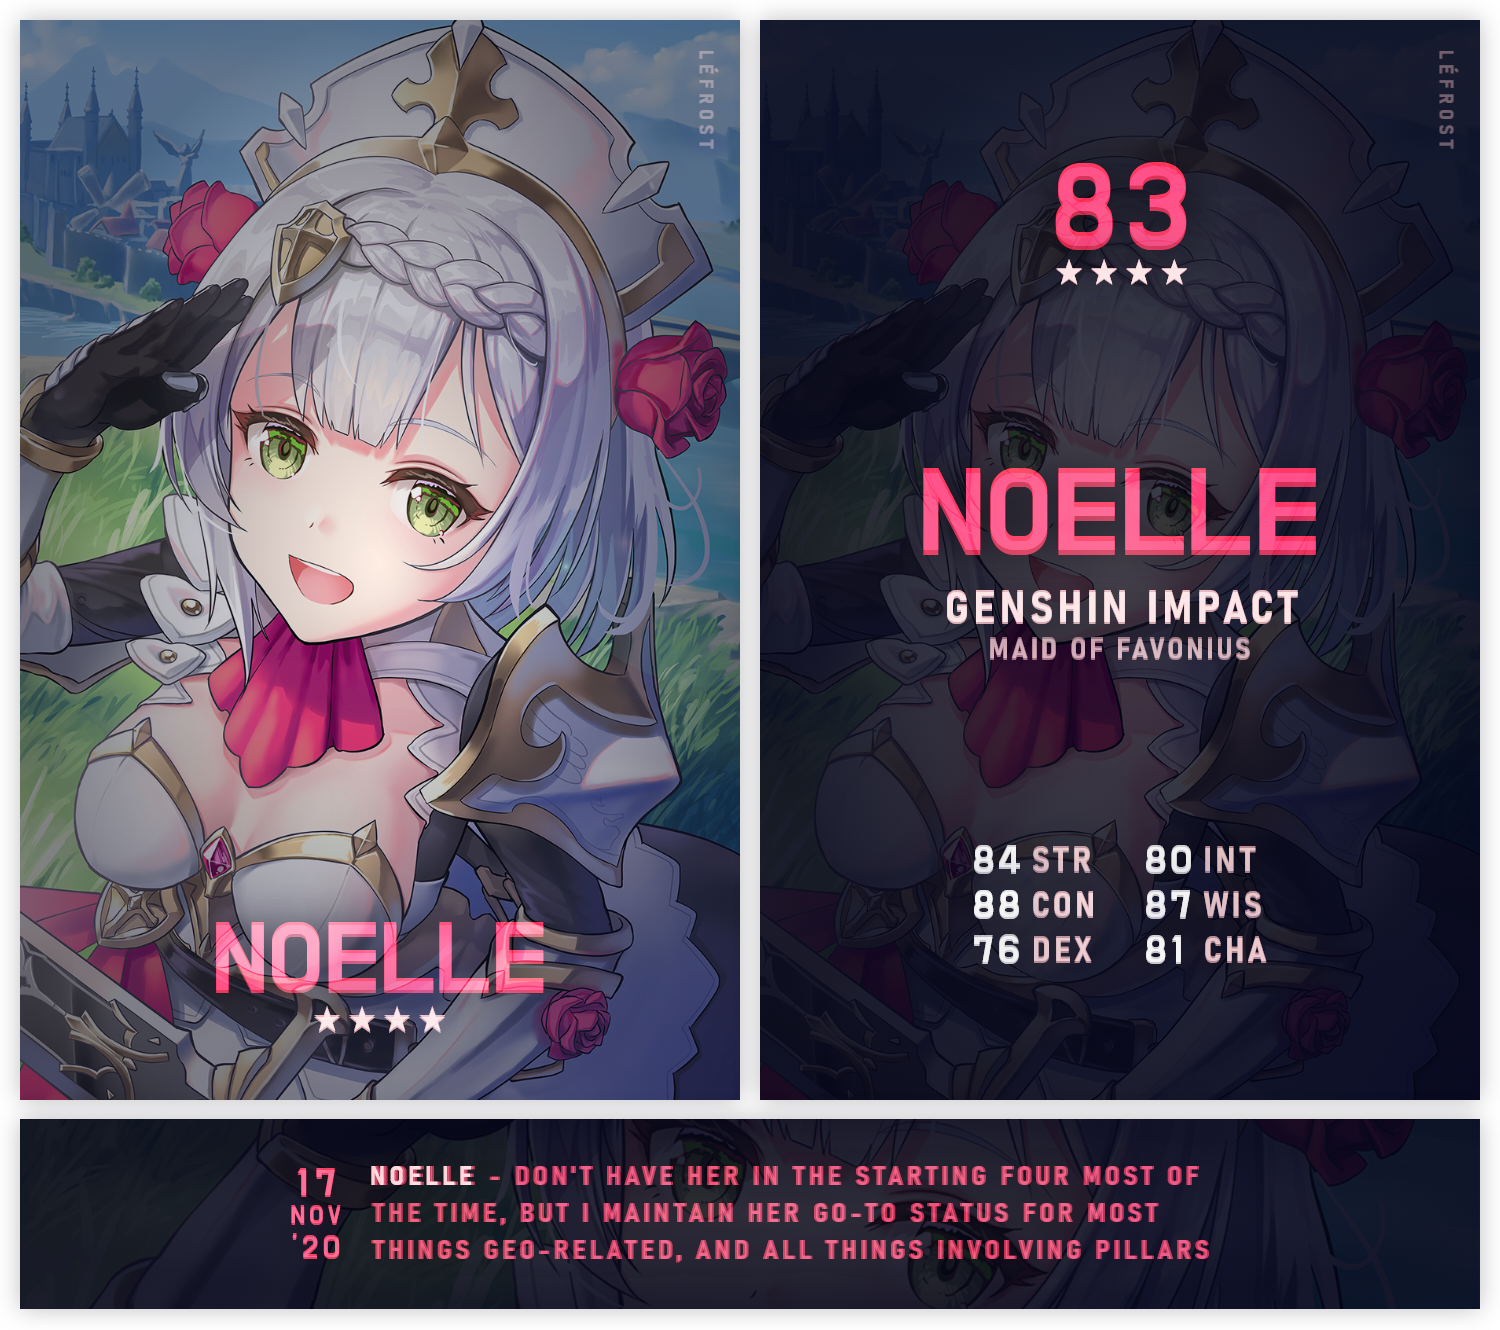 LÉFROST
NOELLE
★★★★
LÉFROST
83
★★★★
NOELLE
GENSHIN IMPACT
MAID OF FAVONIUS
84 STR 80 INT
88 CON 87 WIS
76 DEX 81 CHA
17
NOV
'20
NOELLE - DON'T HAVE HER IN THE STARTING FOUR MOST OF
THE TIME, BUT I MAINTAIN HER GO-TO STATUS FOR MOST
THINGS GEO-RELATED, AND ALL THINGS INVOLVING PILLARS